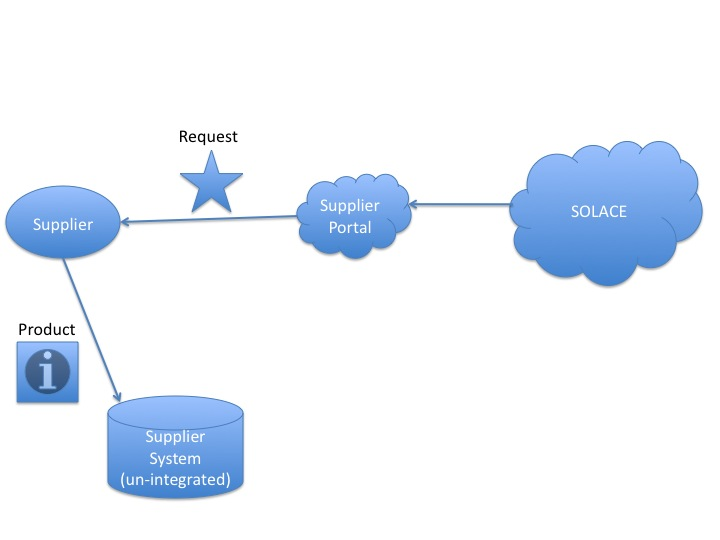 Request
Supplier
Supplier
Portal
SOLACE
Product
i
Supplier
System
(un-integrated)